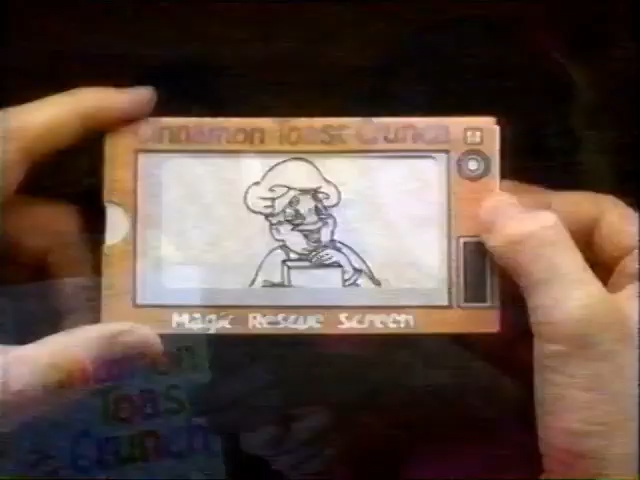 Cinnamon Toast Crunch
Magic Rescue Screen
Cinnamon
Toast
Crunch